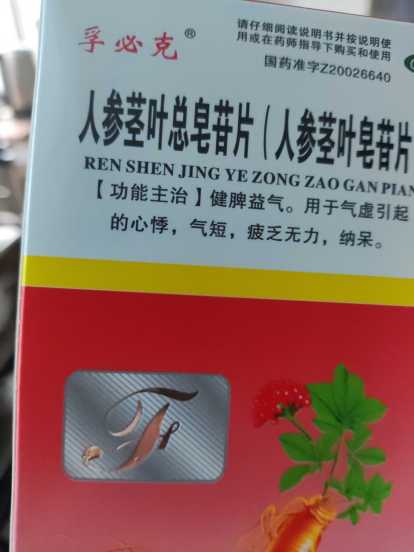 孚必克®
请仔细阅读说明书并按说明使
用或在药师指导下购买和使用
国药准字Z20026640
人参茎叶总皂苷片（人参茎叶皂苷片
REN SHEN JING YE ZONG ZAO GAN PIAN
【功能主治】健脾益气。用于气虚引起
的心悸，气短，疲乏无力，纳呆。